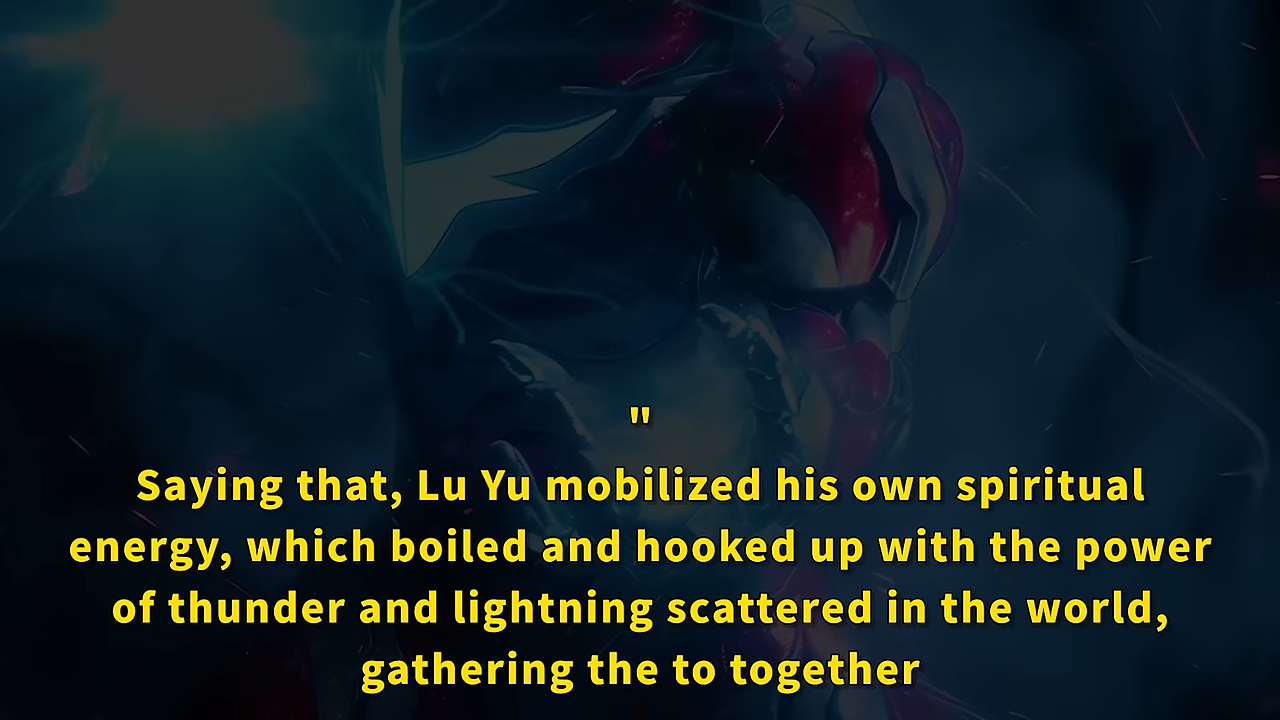 "
Saying that, Lu Yu mobilized his own spiritual
energy, which boiled and hooked up with the power
of thunder and lightning scattered in the world,
gathering the to together